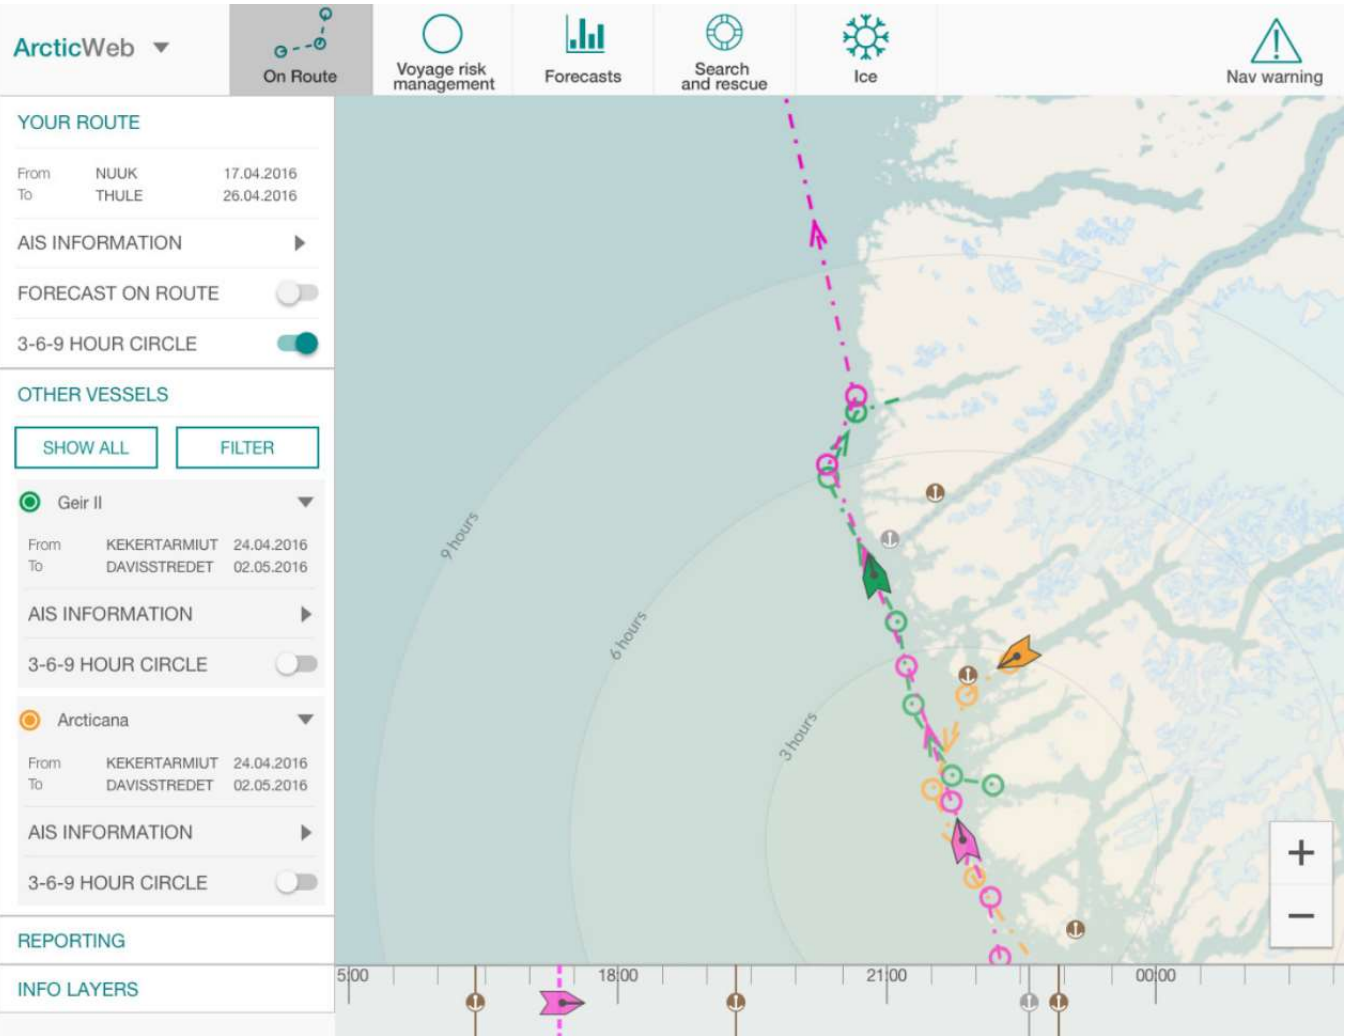 ArcticWeb
On Route
Voyage risk
management
Forecasts
Search
and rescue
Ice
Nav warning
YOUR ROUTE
From NUUK 17.04.2016
To THULE 26.04.2016
AIS INFORMATION
FORECAST ON ROUTE
3-6-9 HOUR CIRCLE
OTHER VESSELS
SHOW ALL FILTER
Geir II
From KEKERTARMIUT 24.04.2016
To DAVISSTREDET 02.05.2016
AIS INFORMATION
3-6-9 HOUR CIRCLE
Arcticana
From KEKERTARMIUT 24.04.2016
To DAVISSTREDET 02.05.2016
AIS INFORMATION
3-6-9 HOUR CIRCLE
REPORTING
INFO LAYERS
9 hours
6 hours
3 hours
+
−
5:00 18:00 21:00 00:00